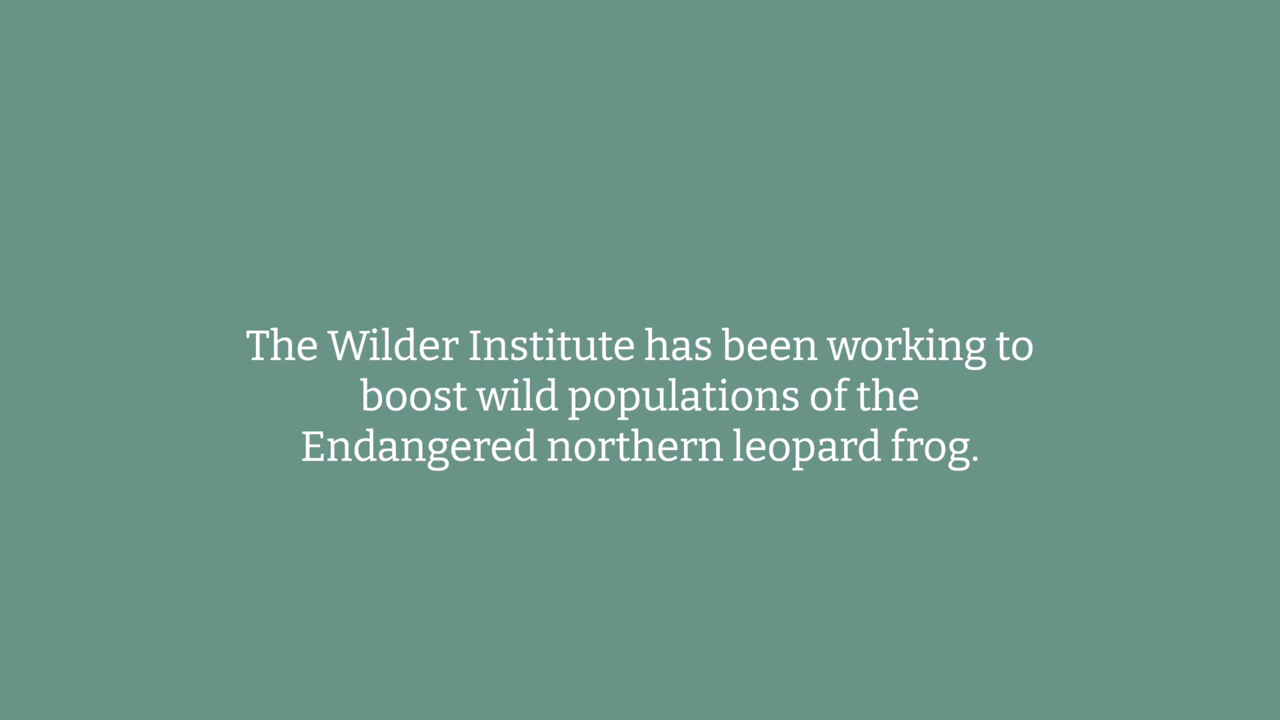 The Wilder Institute has been working to
boost wild populations of the
Endangered northern leopard frog.